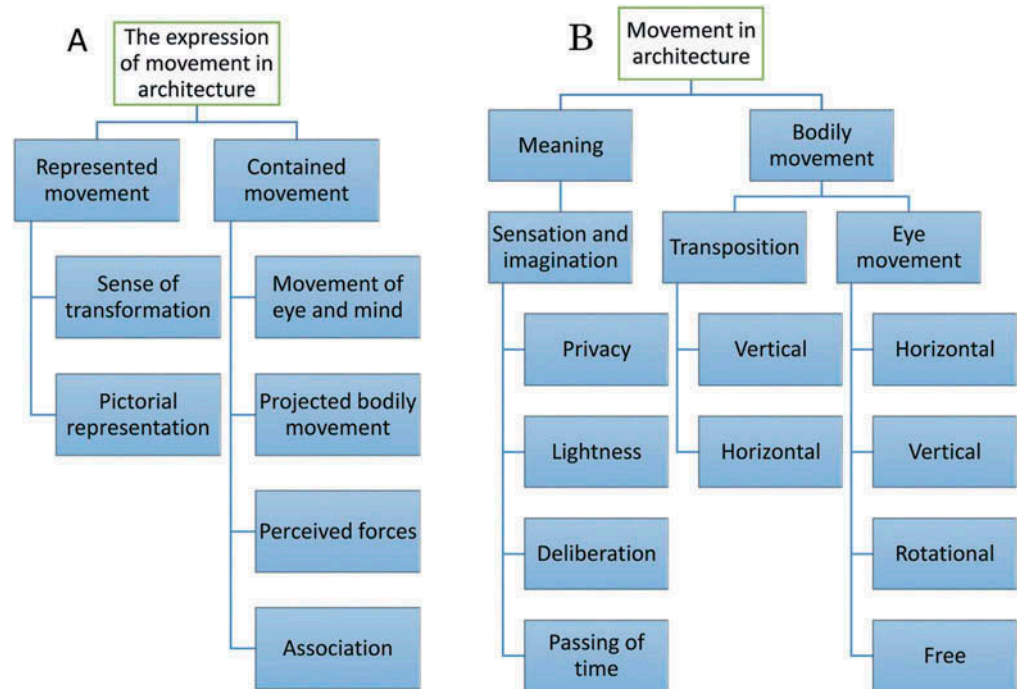 A
The expression
of movement in
architecture
Represented
movement
Contained
movement
Sense of
transformation
Pictorial
representation
Movement of
eye and mind
Projected bodily
movement
Perceived forces
Association
B
Movement in
architecture
Meaning
Bodily
movement
Sensation and
imagination
Transposition
Eye
movement
Privacy
Lightness
Deliberation
Passing of
time
Vertical
Horizontal
Horizontal
Vertical
Rotational
Free